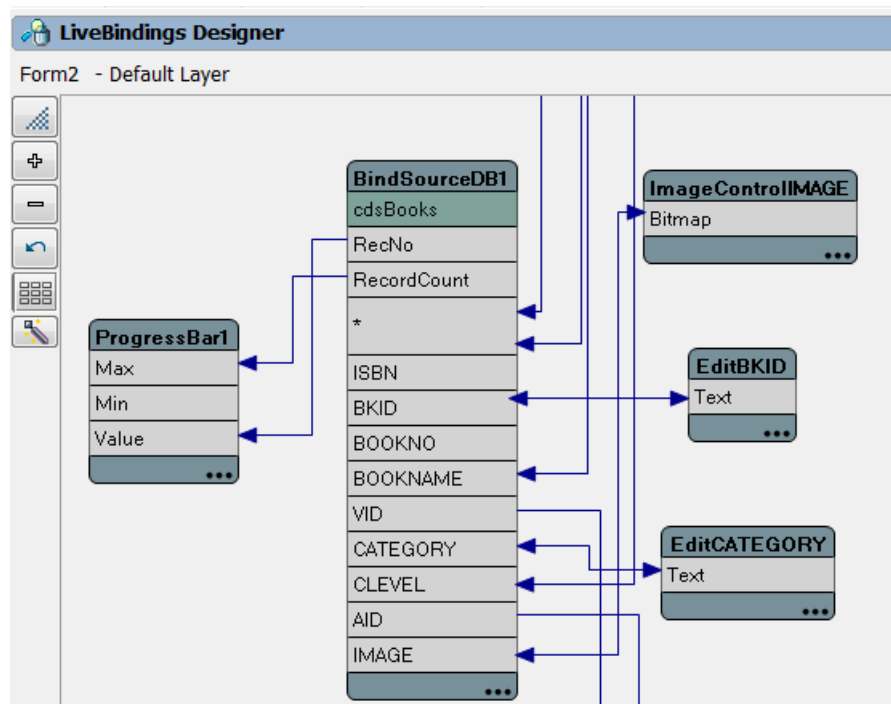 LiveBindings Designer
Form2 - Default Layer
BindSourceDB1
cdsBooks
RecNo
RecordCount
*
ISBN
BKID
BOOKNO
BOOKNAME
VID
CATEGORY
CLEVEL
AID
IMAGE
ProgressBar1
Max
Min
Value
ImageControlIMAGE
Bitmap
EditBKID
Text
EditCATEGORY
Text